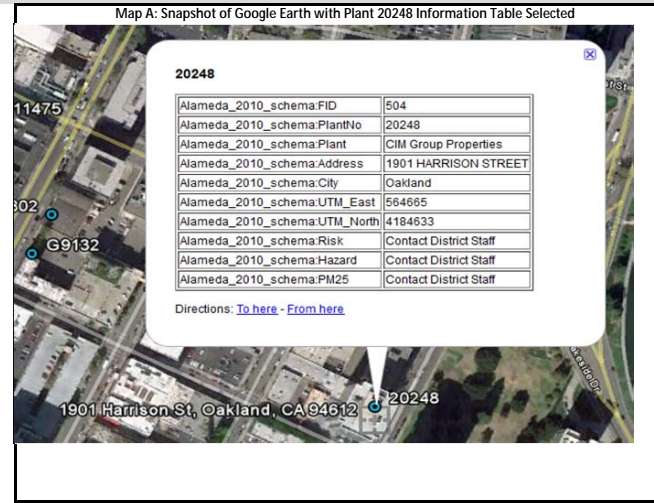 Map A: Snapshot of Google Earth with Plant 20248 Information Table Selected
20248
Alameda_2010_schema:FID 504
Alameda_2010_schema:PlantNo 20248
Alameda_2010_schema:Plant CIM Group Properties
Alameda_2010_schema:Address 1901 HARRISON STREET
Alameda_2010_schema:City Oakland
Alameda_2010_schema:UTM_East 564665
Alameda_2010_schema:UTM_North 4184633
Alameda_2010_schema:Risk Contact District Staff
Alameda_2010_schema:Hazard Contact District Staff
Alameda_2010_schema:PM25 Contact District Staff
Directions: To here - From here
11475
302
G9132
20248
1901 Harrison St, Oakland, CA 94612
keside Dr